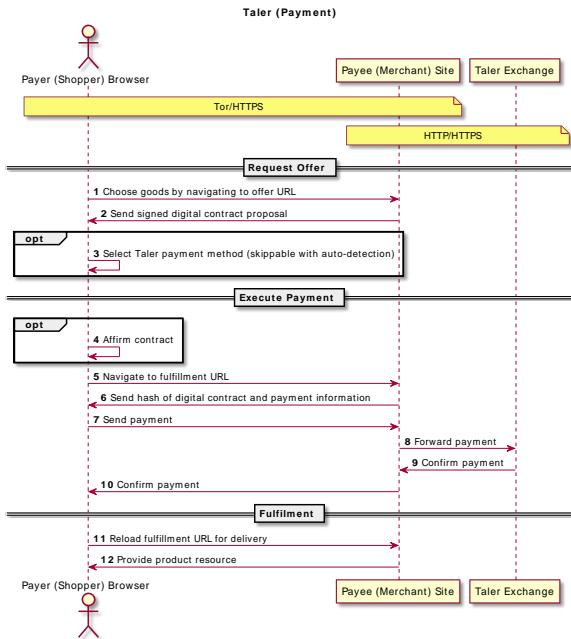 Taler (Payment)
Payer (Shopper) Browser
Payee (Merchant) Site
Taler Exchange
Tor/HTTPS
HTTP/HTTPS
Request Offer
1 Choose goods by navigating to offer URL
2 Send signed digital contract proposal
opt
3 Select Taler payment method (skippable with auto-detection)
Execute Payment
opt
4 Affirm contract
5 Navigate to fulfillment URL
6 Send hash of digital contract and payment information
7 Send payment
8 Forward payment
9 Confirm payment
10 Confirm payment
Fulfilment
11 Reload fulfillment URL for delivery
12 Provide product resource
Payer (Shopper) Browser
Payee (Merchant) Site
Taler Exchange